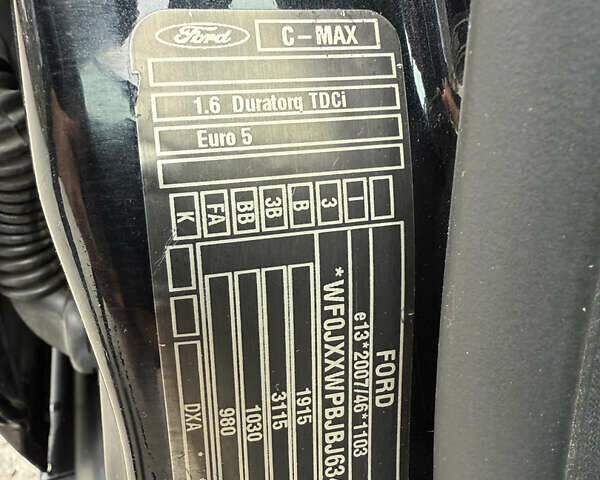 Ford
C-MAX
1.6 Duratorq TDCi
Euro 5
K FA BB 3B B 3 I
FORD
e13*2007/46*1103
*WF0JXXWPBJBJ63
1915
3115
1030
980
DXA